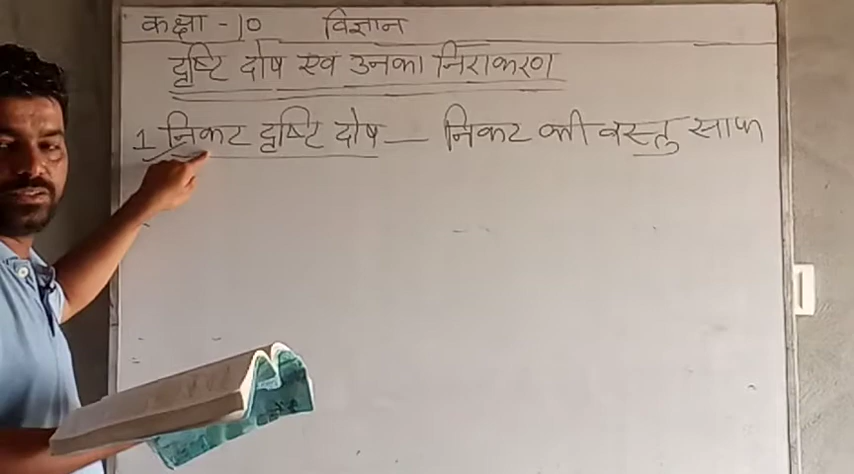 कक्षा - 10 विज्ञान
दृष्टि दोष एवं उनका निराकरण
1 निकट दृष्टि दोष — निकट की वस्तु साफ